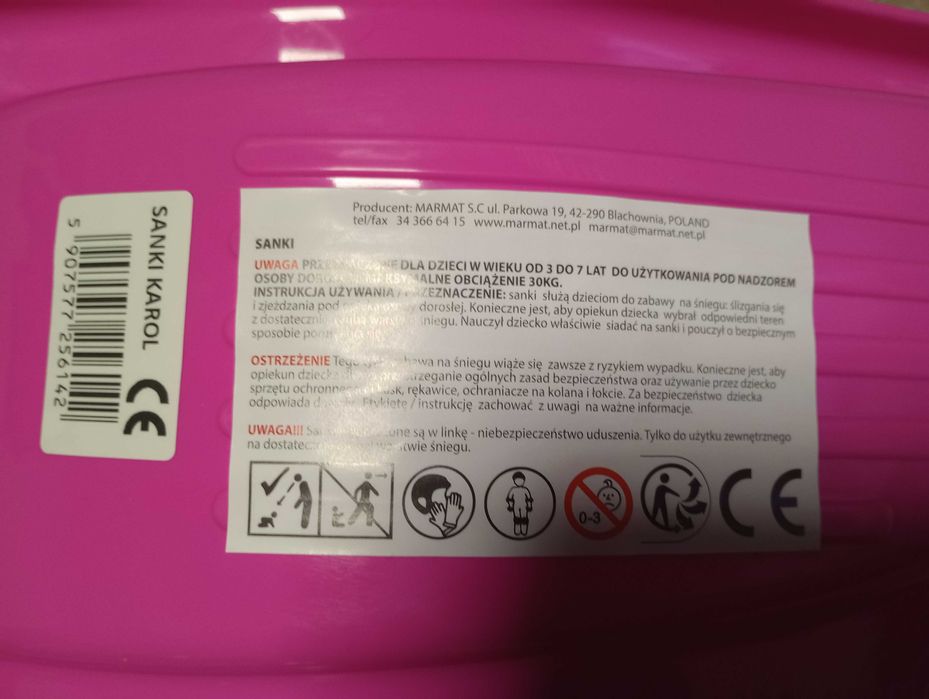 SANKI KAROL
5 907577 256142
CE
Producent: MARMAT S.C ul. Parkowa 19, 42-290 Blachownia, POLAND
tel/fax 34 366 64 15 www.marmat.net.pl marmat@marmat.net.pl
SANKI
UWAGA DLA DZIECI W WIEKU OD 3 DO 7 LAT DO UŻYTKOWANIA POD NADZOREM
OSOBY OBCIĄŻENIE 30KG.
INSTRUKCJA UŻYWANIA / PRZEZNACZENIE: sanki służą dzieciom do zabawy na śniegu: ślizgania się
i zjeżdżania pod dorosłej. Konieczne jest, aby opiekun dziecka wybrał odpowiedni teren
z śniegu. Nauczył dziecko właściwie siadać na sanki i pouczył o bezpiecznym
sposobie
OSTRZEŻENIE na śniegu wiąże się zawsze z ryzykiem wypadku. Konieczne jest, aby
opiekun przestrzeganie ogólnych zasad bezpieczeństwa oraz używanie przez dziecko
sprzętu kask, rękawice, ochraniacze na kolana i łokcie. Za bezpieczeństwo dziecka
odpowiada Etykietę / instrukcję zachować z uwagi na ważne informacje.
UWAGA!!! są w linkę - niebezpieczeństwo uduszenia. Tylko do użytku zewnętrznego
na śniegu.
0-3
CE